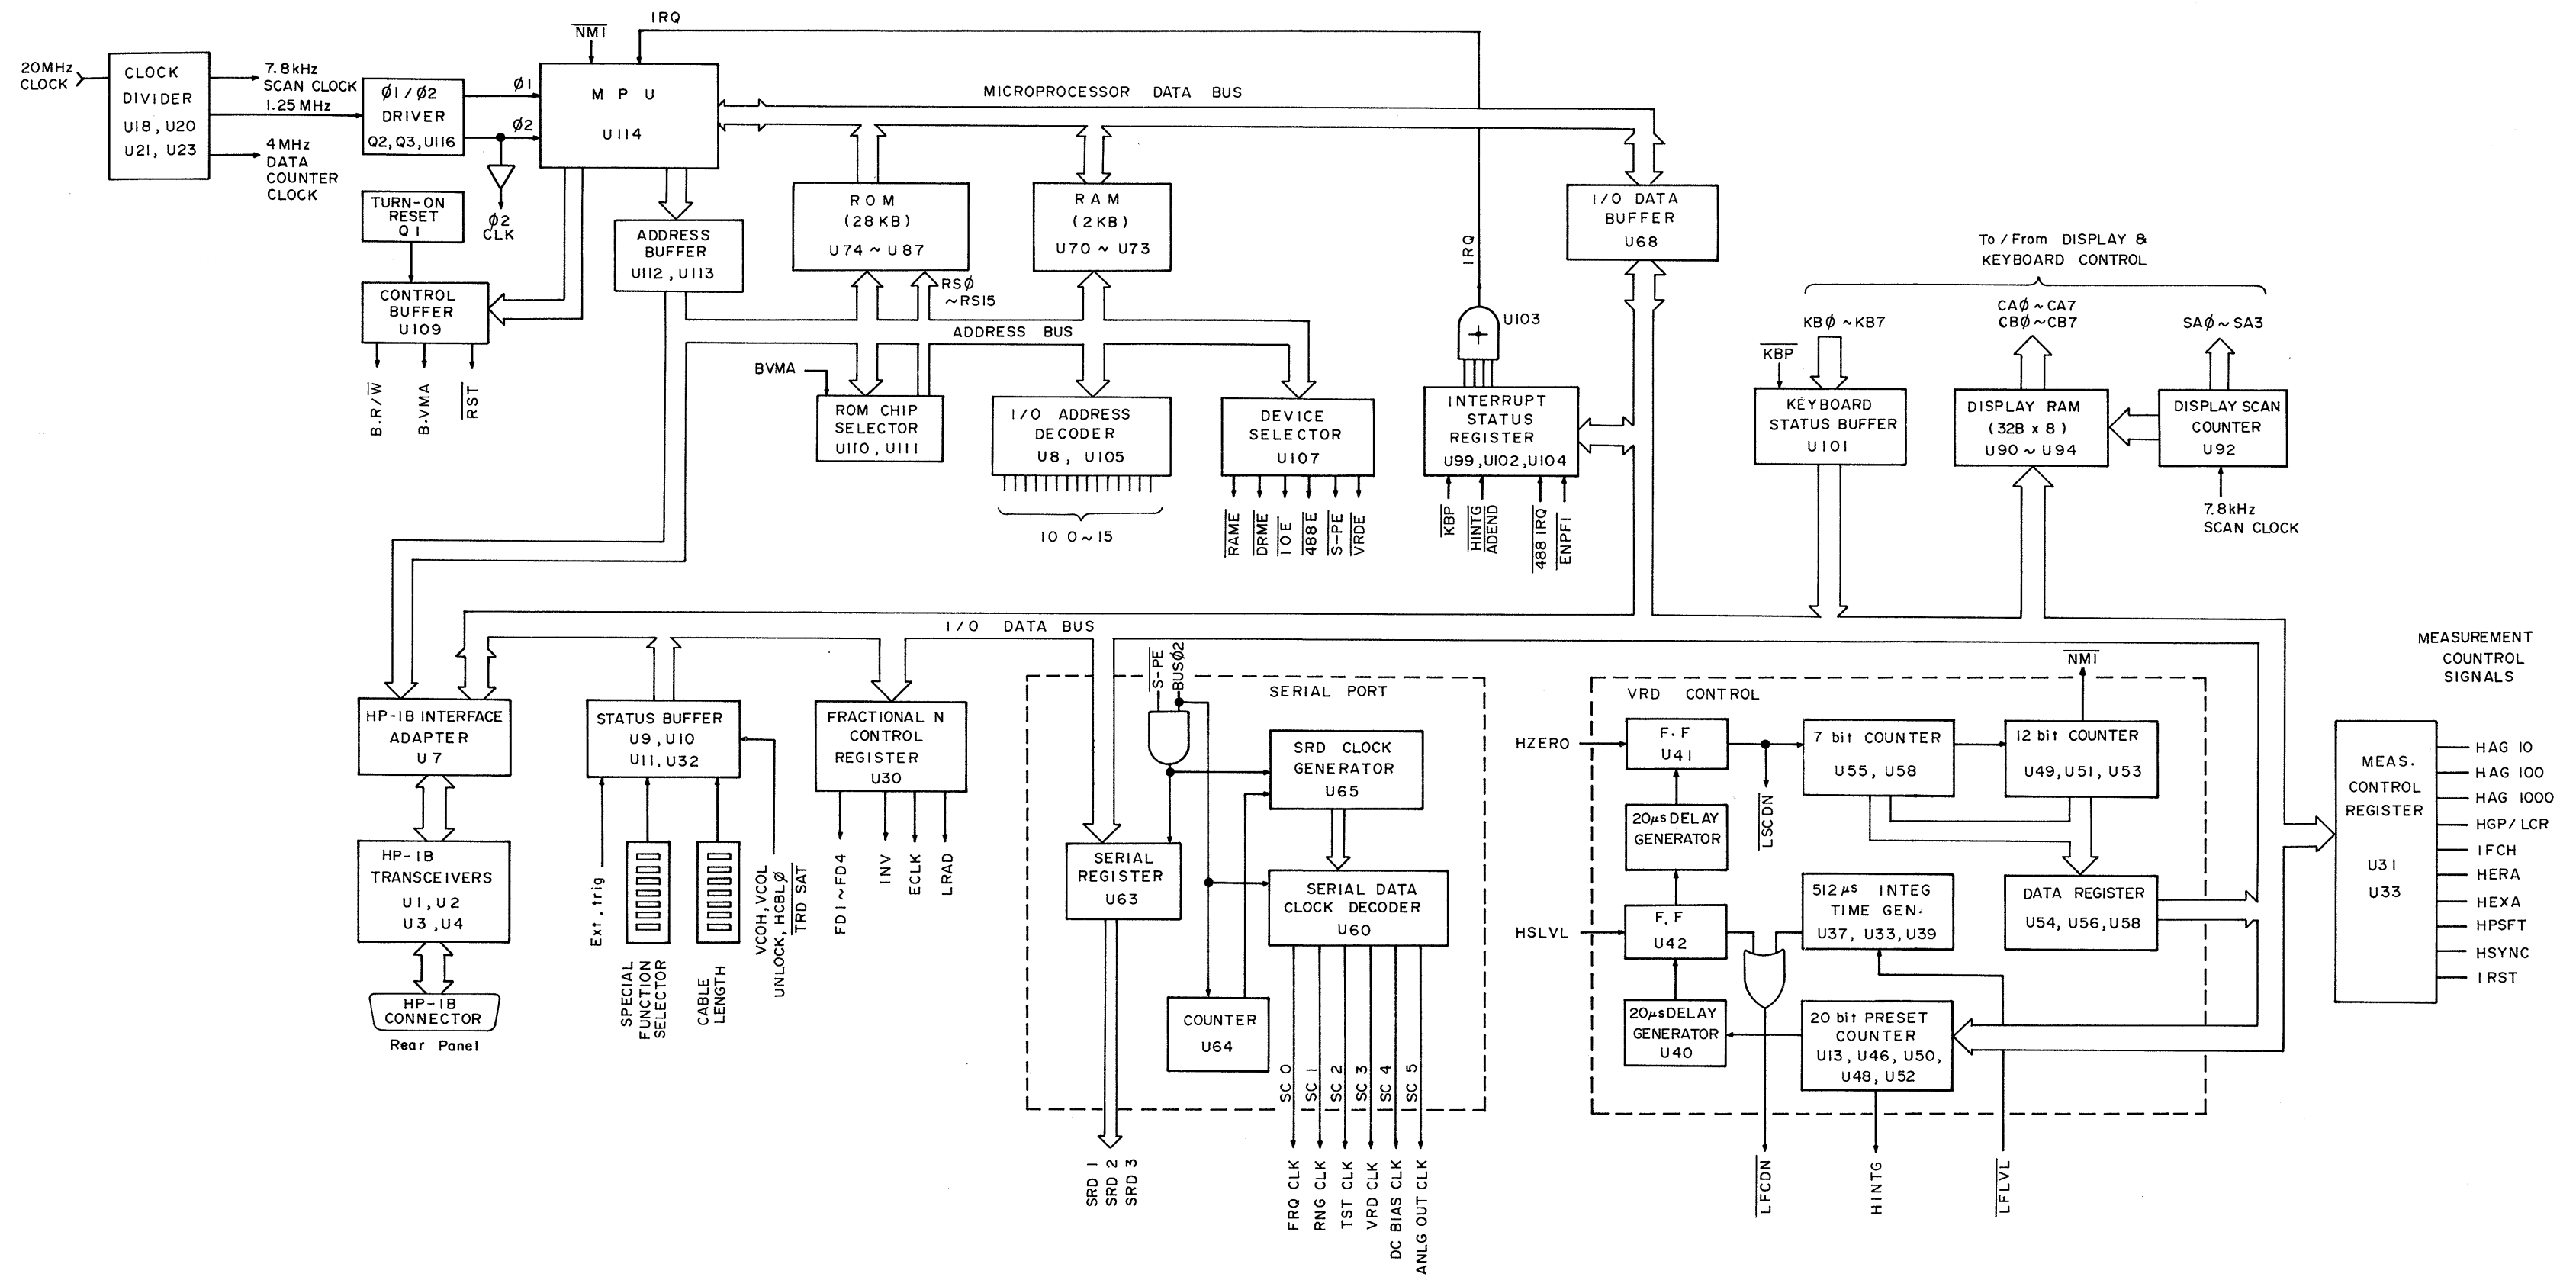 20MHz
CLOCK
CLOCK
DIVIDER
U18, U20
U21, U23
7.8kHz
SCAN CLOCK
1.25 MHz
4MHz
DATA
COUNTER
CLOCK
Ø1 / Ø2
DRIVER
Q2, Q3, U116
Ø1
Ø2
Ø2
CLK
NMI
IRQ
M P U
U114
TURN-ON
RESET
Q1
CONTROL
BUFFER
U109
B.R/W
B.VMA
RST
ADDRESS
BUFFER
U112, U113
MICROPROCESSOR DATA BUS
ROM
(28KB)
U74 ~ U87
RSØ
~RS15
RAM
(2KB)
U70 ~ U73
ADDRESS BUS
BVMA
ROM CHIP
SELECTOR
U110, U111
I/O ADDRESS
DECODER
U8, U105
IO 0~15
DEVICE
SELECTOR
U107
RAME
DRME
IOE
488E
S-PE
VRDE
IRQ
U103
INTERRUPT
STATUS
REGISTER
U99, U102, U104
KBP
HINTG
ADEND
488 IRQ
ENPFI
I/O DATA
BUFFER
U68
To / From DISPLAY &
KEYBOARD CONTROL
KBØ ~KB7
KBP
KEYBOARD
STATUS BUFFER
U101
CAØ~CA7
CBØ~CB7
DISPLAY RAM
(32B x 8)
U90 ~ U94
SAØ~SA3
DISPLAY SCAN
COUNTER
U92
7.8kHz
SCAN CLOCK
I/O DATA BUS
HP-IB INTERFACE
ADAPTER
U7
HP-IB
TRANSCEIVERS
U1, U2
U3, U4
HP-IB
CONNECTOR
Rear Panel
STATUS BUFFER
U9, U10
U11, U32
Ext. trig
SPECIAL
FUNCTION
SELECTOR
CABLE
LENGTH
VCOH, VCOL
UNLOCK, HCBLØ
TRD SAT
FRACTIONAL N
CONTROL
REGISTER
U30
FD1~FD4
INV
ECLK
LRAD
SERIAL PORT
S-PE
BUSØ2
SRD CLOCK
GENERATOR
U65
SERIAL
REGISTER
U63
SERIAL DATA
CLOCK DECODER
U60
COUNTER
U64
SC 0
SC 1
SC 2
SC 3
SC 4
SC 5
SRD 1
SRD 2
SRD 3
FRQ CLK
RNG CLK
TST CLK
VRD CLK
DC BIAS CLK
ANLG OUT CLK
VRD CONTROL
HZERO
F.F
U41
LSCDN
7 bit COUNTER
U55, U58
NMI
12 bit COUNTER
U49, U51, U53
20µs DELAY
GENERATOR
HSLVL
F.F
U42
512µs INTEG
TIME GEN.
U37, U33, U39
DATA REGISTER
U54, U56, U58
20µs DELAY
GENERATOR
U40
20 bit PRESET
COUNTER
U13, U46, U50,
U48, U52
LFCDN
HINTG
LFLVL
MEASUREMENT
COUNTROL
SIGNALS
MEAS.
CONTROL
REGISTER
U31
U33
HAG 10
HAG 100
HAG 1000
HGP/LCR
IFCH
HERA
HEXA
HPSFT
HSYNC
IRST